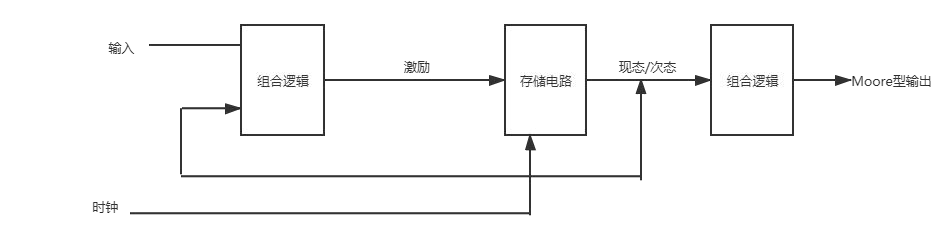 输入
组合逻辑
激励
存储电路
现态/次态
组合逻辑
Moore型输出
时钟